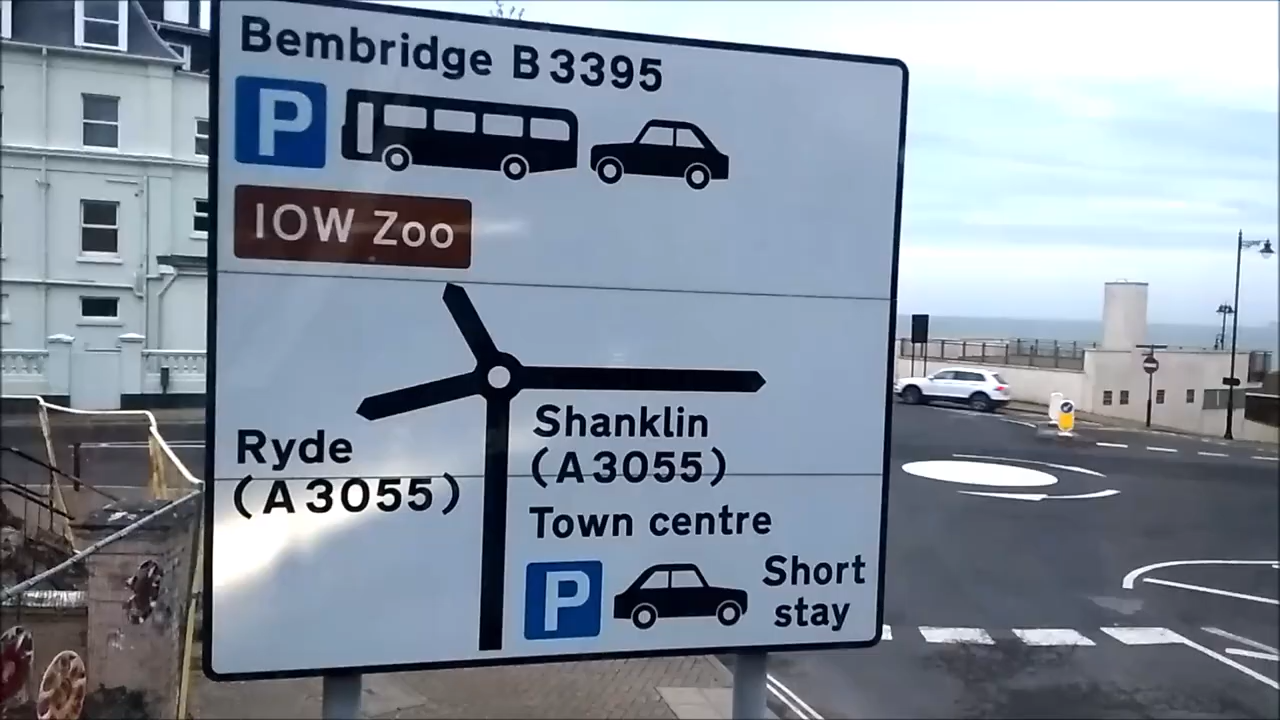 Bembridge B3395
P
IOW Zoo
Ryde
(A3055)
Shanklin
(A3055)
Town centre
P Short
stay